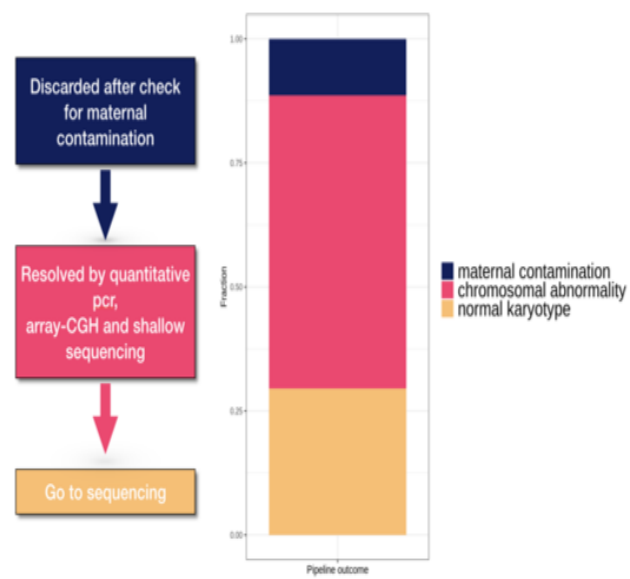 Discarded after check
for maternal
contamination
Resolved by quantitative
pcr,
array-CGH and shallow
sequencing
Go to sequencing
Fraction
1.00
0.75
0.50
0.25
0.00
Pipeline outcome
maternal contamination
chromosomal abnormality
normal karyotype